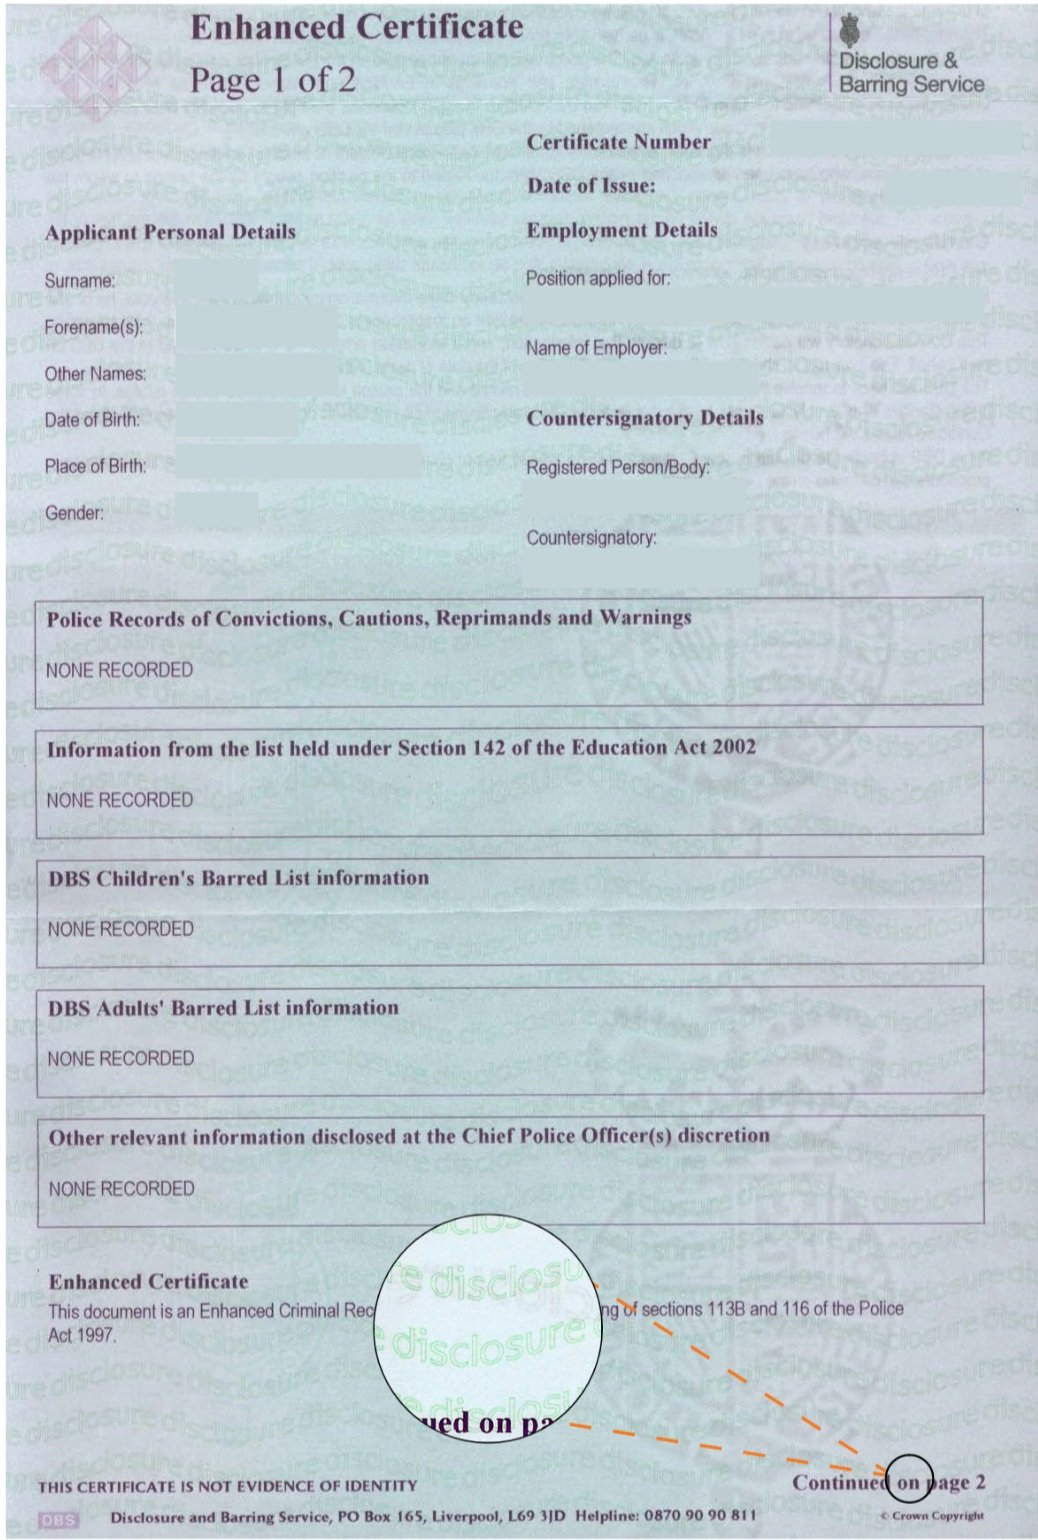 Enhanced Certificate
Page 1 of 2
Disclosure &
Barring Service
Certificate Number
Date of Issue:
Applicant Personal Details
Surname:
Forename(s):
Other Names:
Date of Birth:
Place of Birth:
Gender:
Employment Details
Position applied for:
Name of Employer:
Countersignatory Details
Registered Person/Body:
Countersignatory:
Police Records of Convictions, Cautions, Reprimands and Warnings
NONE RECORDED
Information from the list held under Section 142 of the Education Act 2002
NONE RECORDED
DBS Children's Barred List information
NONE RECORDED
DBS Adults' Barred List information
NONE RECORDED
Other relevant information disclosed at the Chief Police Officer(s) discretion
NONE RECORDED
Enhanced Certificate
This document is an Enhanced Criminal Rec ng of sections 113B and 116 of the Police
Act 1997.
e disclosu
disclosure
disclos
ued on pa
Continued on page 2
THIS CERTIFICATE IS NOT EVIDENCE OF IDENTITY
DBS
Disclosure and Barring Service, PO Box 165, Liverpool, L69 3JD Helpline: 0870 90 90 811
© Crown Copyright